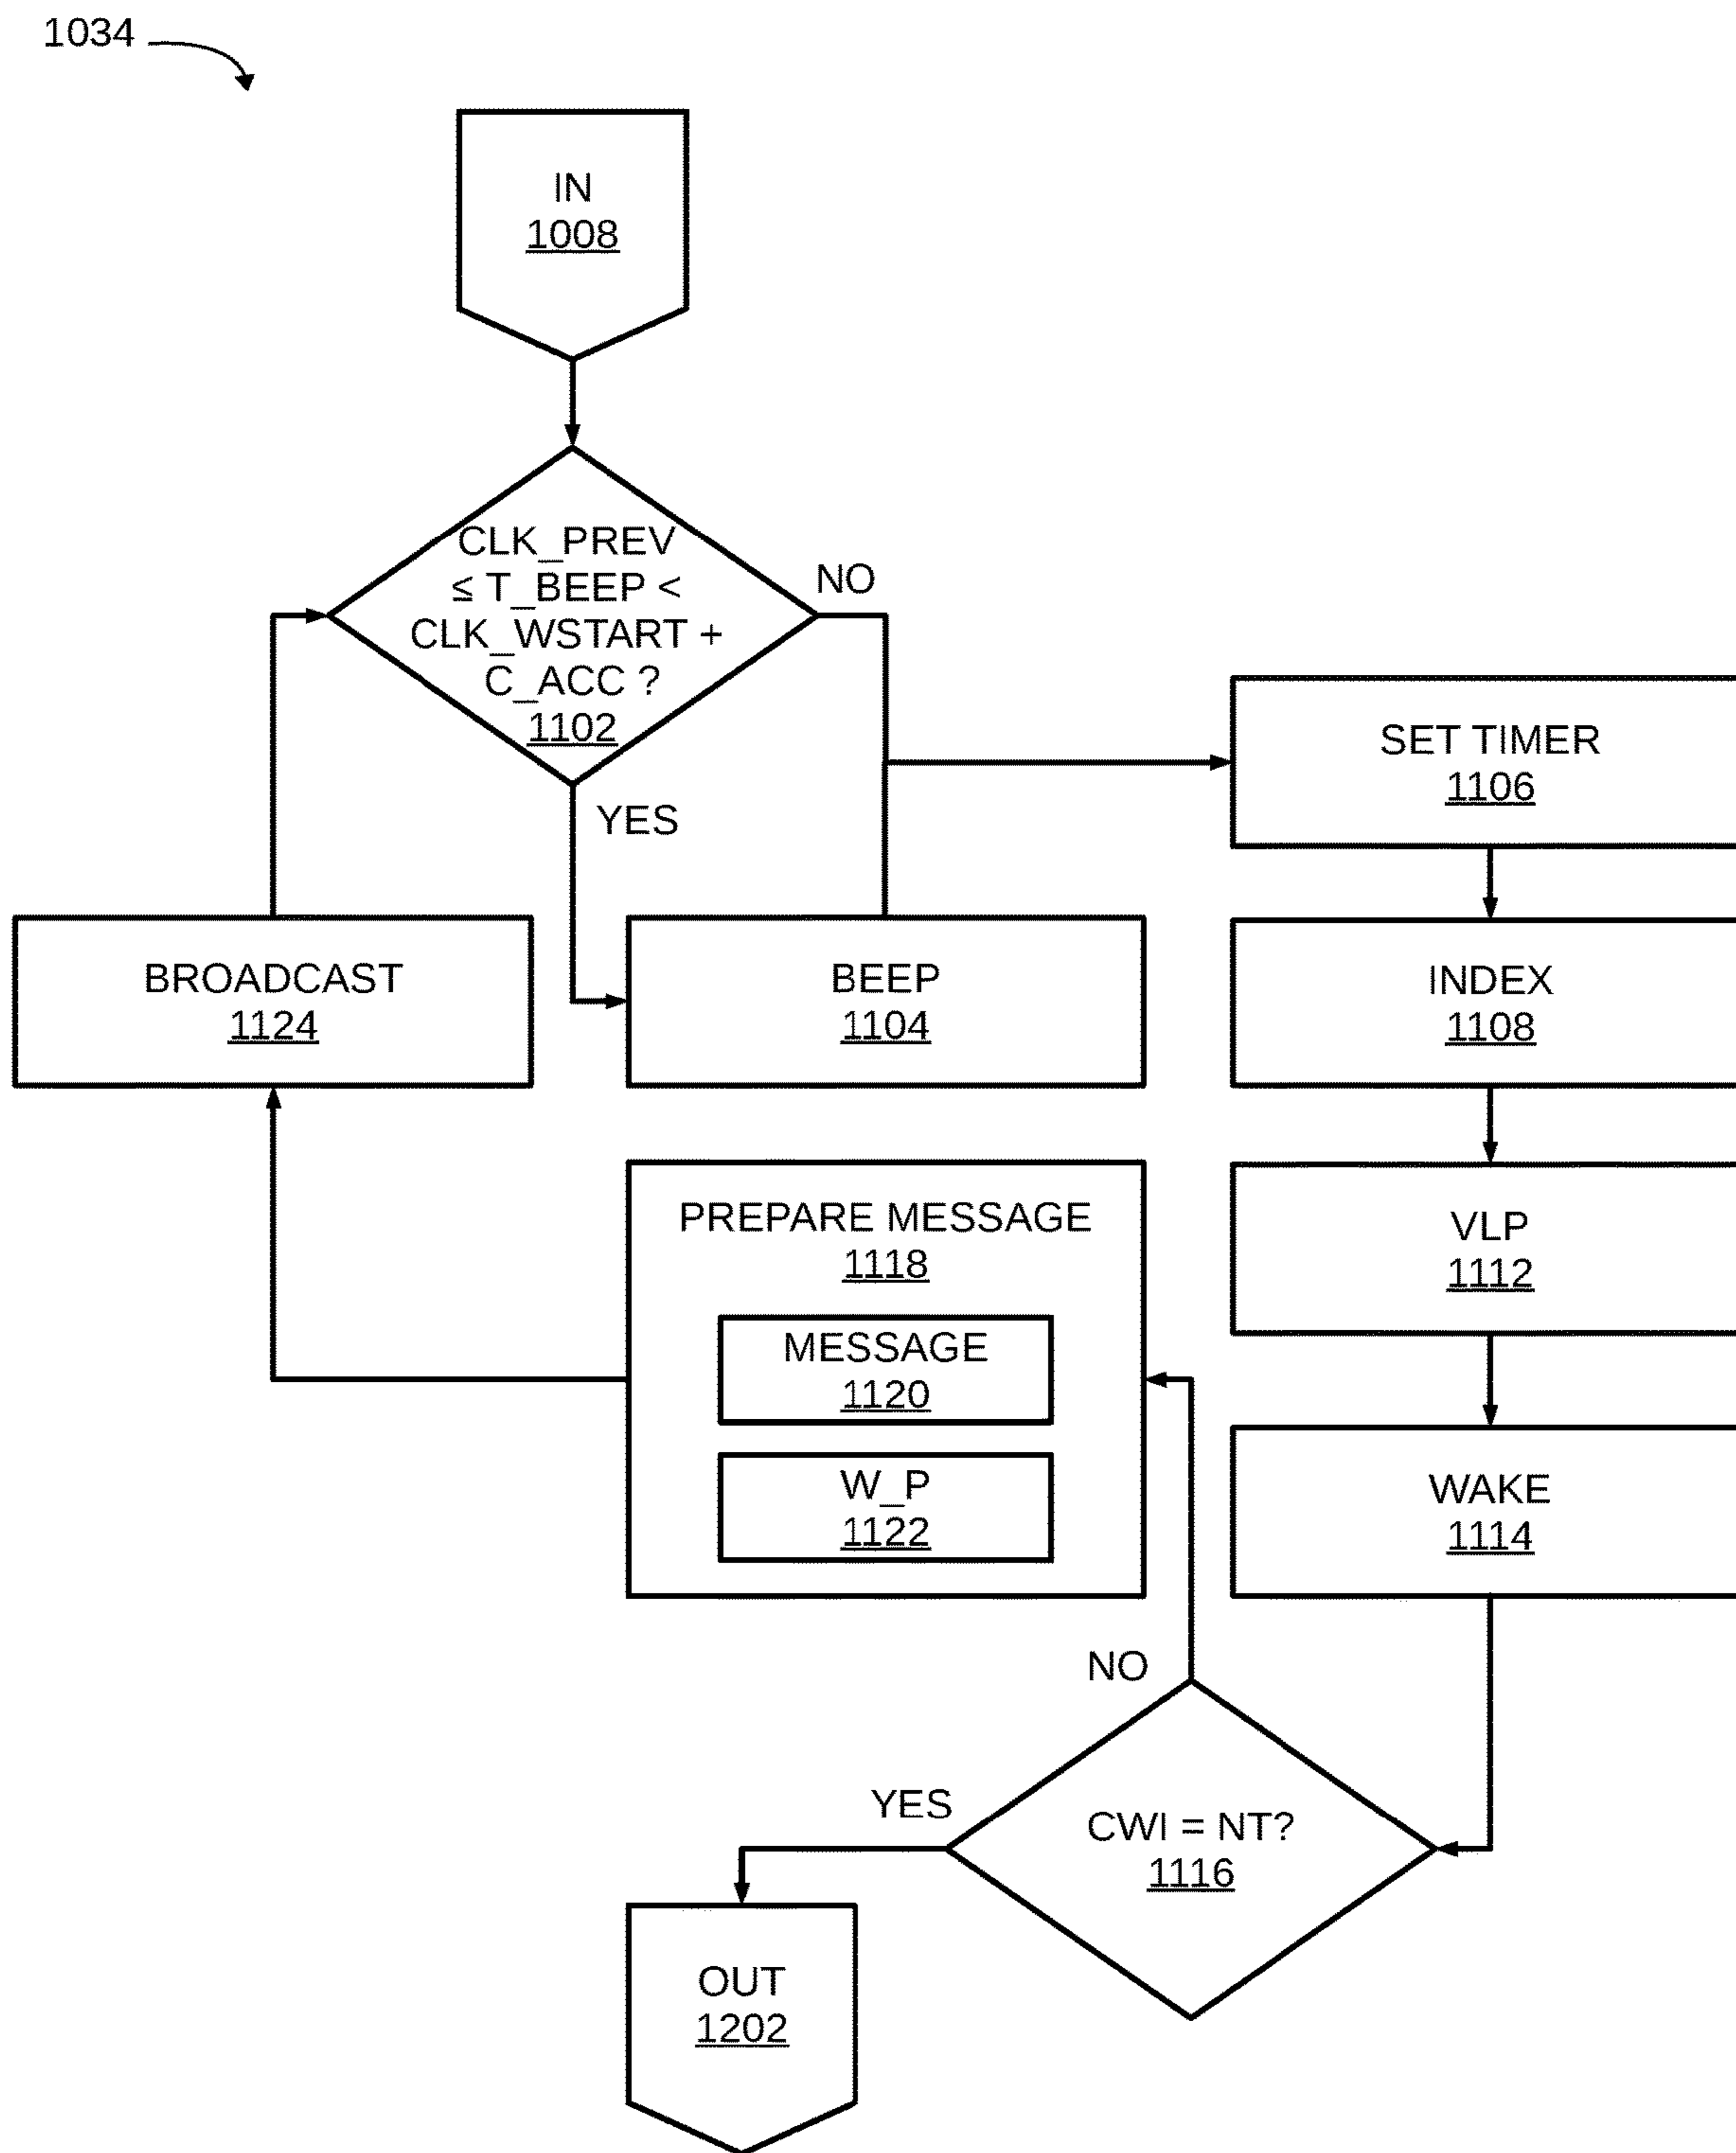 1034
IN
1008
CLK_PREV
≤ T_BEEP <
CLK_WSTART +
C_ACC ?
1102
NO
YES
SET TIMER
1106
BROADCAST
1124
BEEP
1104
INDEX
1108
PREPARE MESSAGE
1118
MESSAGE
1120
W_P
1122
VLP
1112
WAKE
1114
NO
YES
CWI = NT?
1116
OUT
1202